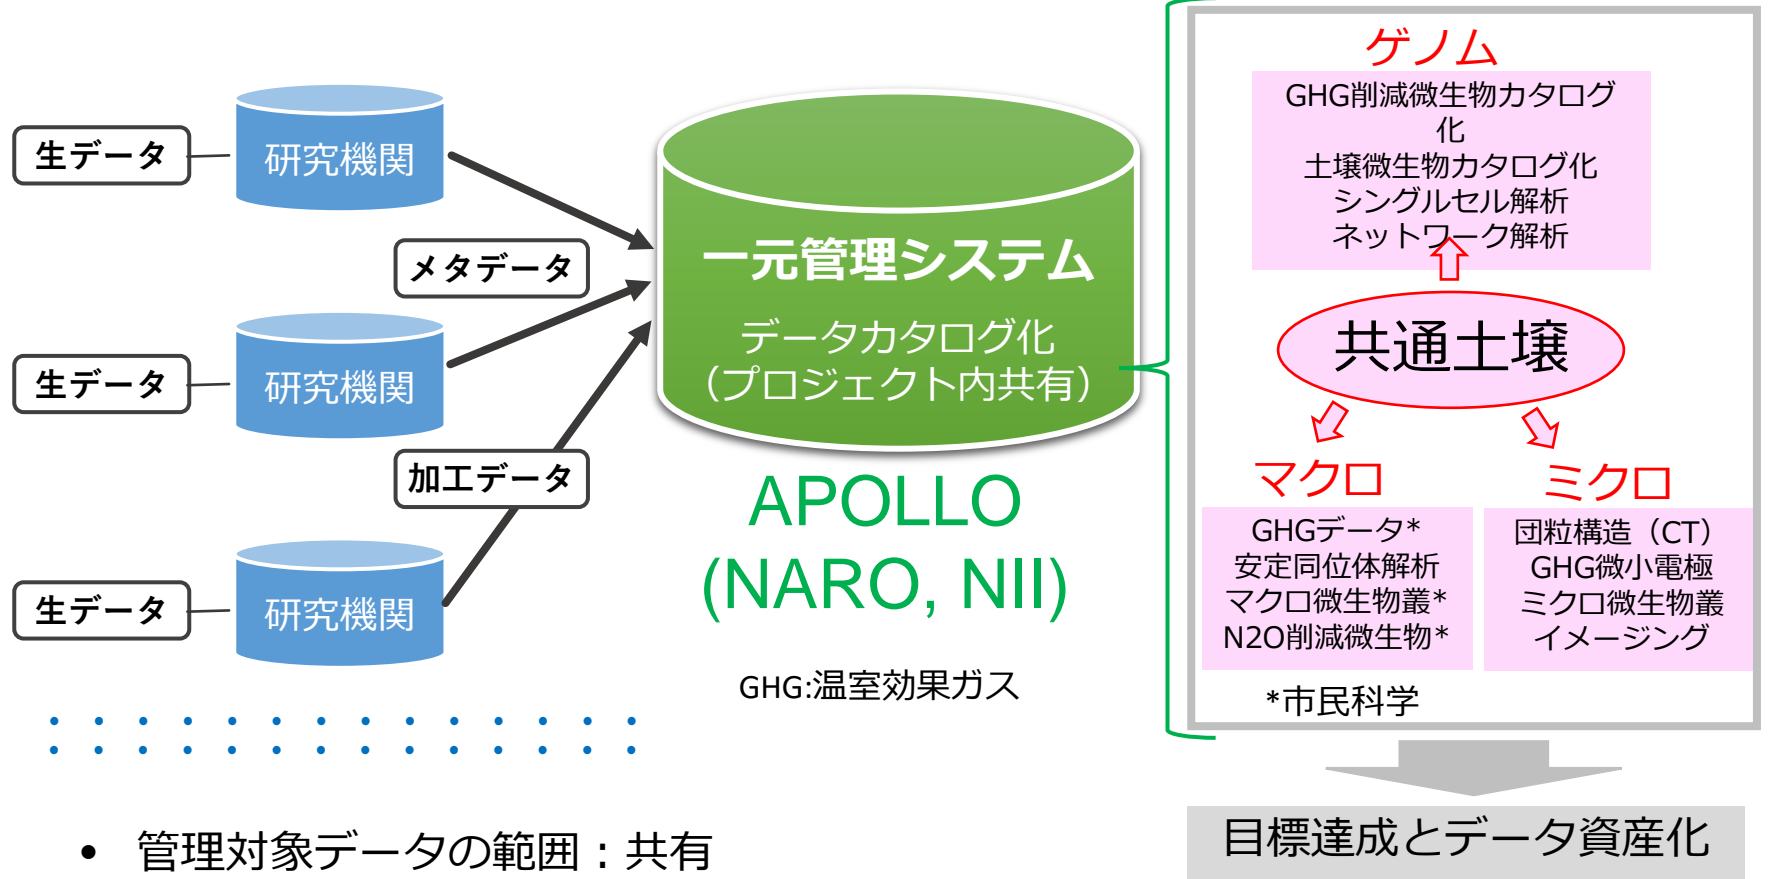 生データ
研究機関
メタデータ
生データ
研究機関
加工データ
生データ
研究機関
一元管理システム
データカタログ化
（プロジェクト内共有）
APOLLO
(NARO, NII)
GHG:温室効果ガス
ゲノム
GHG削減微生物カタログ
化
土壌微生物カタログ化
シングルセル解析
ネットワーク解析
共通土壌
マクロ
GHGデータ*
安定同位体解析
マクロ微生物叢*
N2O削減微生物*
ミクロ
団粒構造（CT）
GHG微小電極
ミクロ微生物叢
イメージング
*市民科学
目標達成とデータ資産化
• 管理対象データの範囲：共有